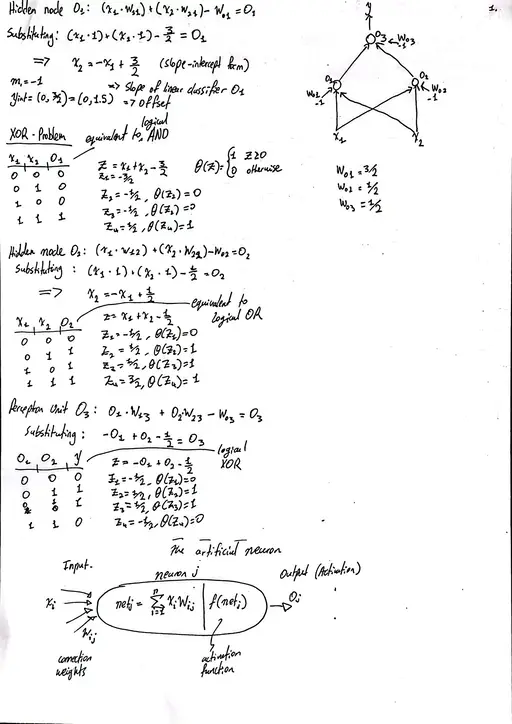 Hidden node O₁: (x₁·w₁₁)+(x₂·w₂₁)-w₀₁=O₁
Substituting: (x₁·1)+(x₂·1)-3/2=O₁
=> x₂=-x₁+3/2 (slope-intercept form)
m₁=-1 => slope of linear classifier O₁
yint=(0,3/2)=(0,1.5) => offset
XOR-Problem
equivalent to logical AND
x₁ x₂ O₁
0 0 0
0 1 0
1 0 0
1 1 1
z=x₁+x₂-3/2
θ(z)={1 z≥0
0 otherwise
z₁=-3/2
z₂=-1/2, θ(z₂)=0
z₃=-1/2, θ(z₃)=0
z₄=1/2, θ(z₄)=1
Hidden node O₂: (x₁·w₁₂)+(x₂·w₂₂)-w₀₂=O₂
Substituting: (x₁·1)+(x₂·1)-1/2=O₂
=> x₂=-x₁+1/2
equivalent to
logical OR
x₁ x₂ O₂
0 0 0
0 1 1
1 0 1
1 1 1
z=x₁+x₂-1/2
z₁=-1/2, θ(z₁)=0
z₂=1/2, θ(z₂)=1
z₃=1/2, θ(z₃)=1
z₄=3/2, θ(z₄)=1
Perceptron Unit O₃: O₁·w₁₃+O₂w₂₃-w₀₃=O₃
Substituting: -O₁+O₂-1/2=O₃
logical
XOR
O₁ O₂ y
0 0 0
0 1 1
0 1 1
1 1 0
z=-O₁+O₂-1/2
z₁=-1/2, θ(z₁)=0
z₂=1/2, θ(z₂)=1
z₃=1/2, θ(z₃)=1
z₄=-1/2, θ(z₄)=0
1.
y
O₃
w₀₃
-1
O₁
O₂
w₀₁
-1
w₀₂
-1
x₁
x₂
w₀₁=3/2
w₀₂=1/2
w₀₃=1/2
The artificial neuron
Input.
neuron j
Output (Activation)
xᵢ
netⱼ=∑ⁿᵢ₌₁ xᵢwᵢⱼ
f(netⱼ)
Oⱼ
wᵢⱼ
connection
weights
activation
function